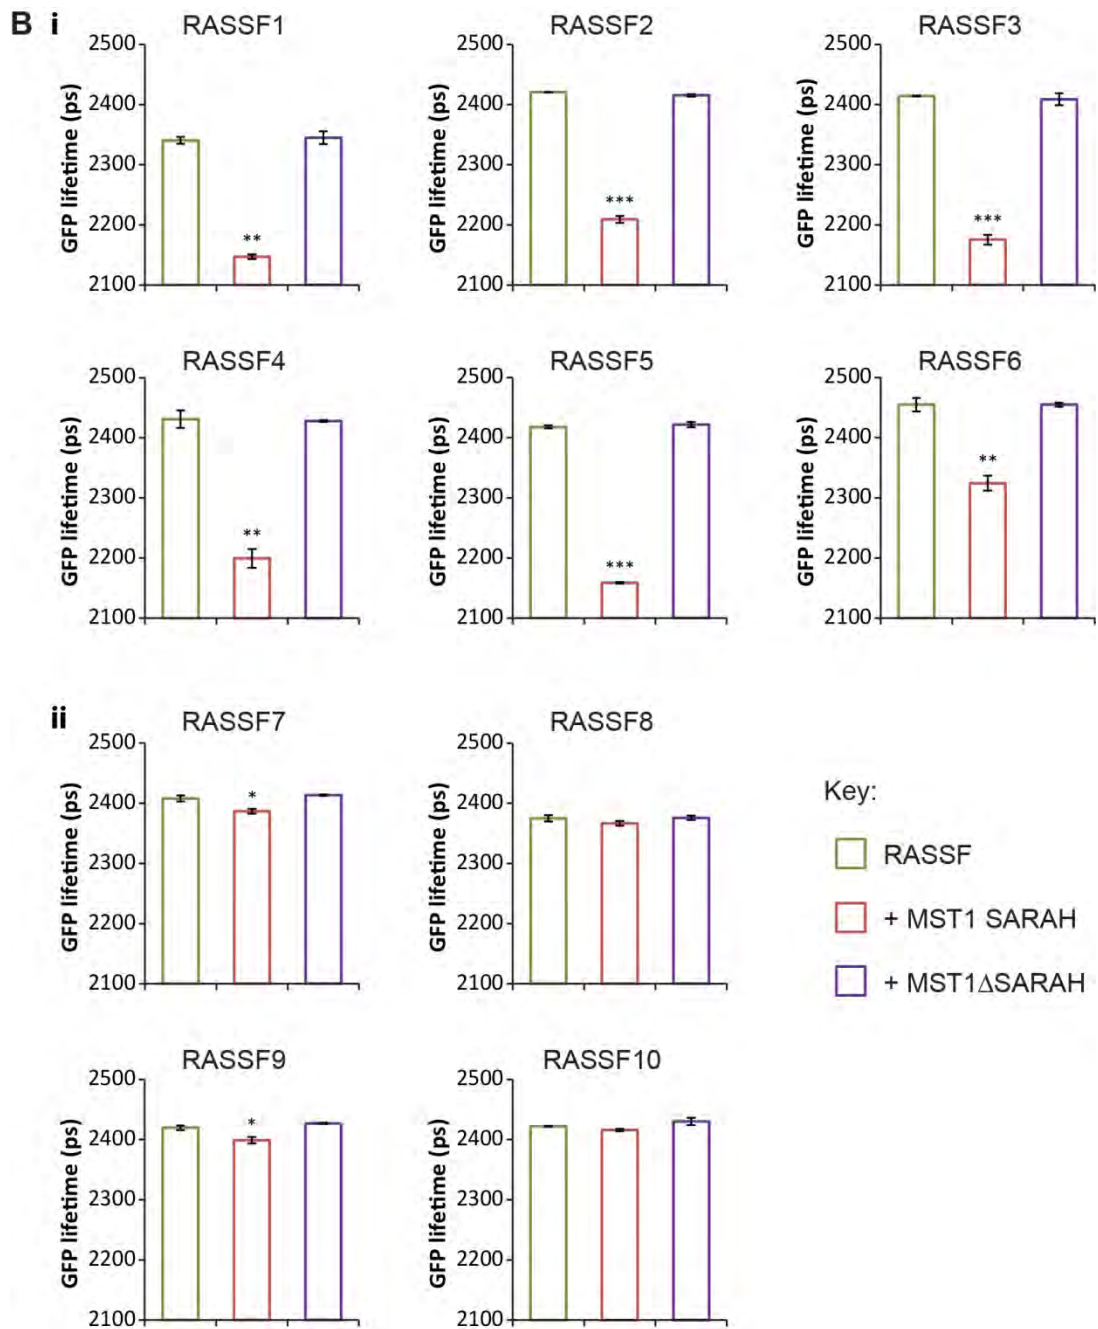 B i
RASSF1
RASSF2
RASSF3
2500
2400
2300
2200
2100
GFP lifetime (ps)
**
2500
2400
2300
2200
2100
GFP lifetime (ps)
***
2500
2400
2300
2200
2100
GFP lifetime (ps)
***
RASSF4
RASSF5
RASSF6
2500
2400
2300
2200
2100
GFP lifetime (ps)
**
2500
2400
2300
2200
2100
GFP lifetime (ps)
***
2500
2400
2300
2200
2100
GFP lifetime (ps)
**
ii
RASSF7
RASSF8
2500
2400
2300
2200
2100
GFP lifetime (ps)
*
2500
2400
2300
2200
2100
GFP lifetime (ps)
Key:
RASSF
+ MST1 SARAH
+ MST1ΔSARAH
RASSF9
RASSF10
2500
2400
2300
2200
2100
GFP lifetime (ps)
*
2500
2400
2300
2200
2100
GFP lifetime (ps)